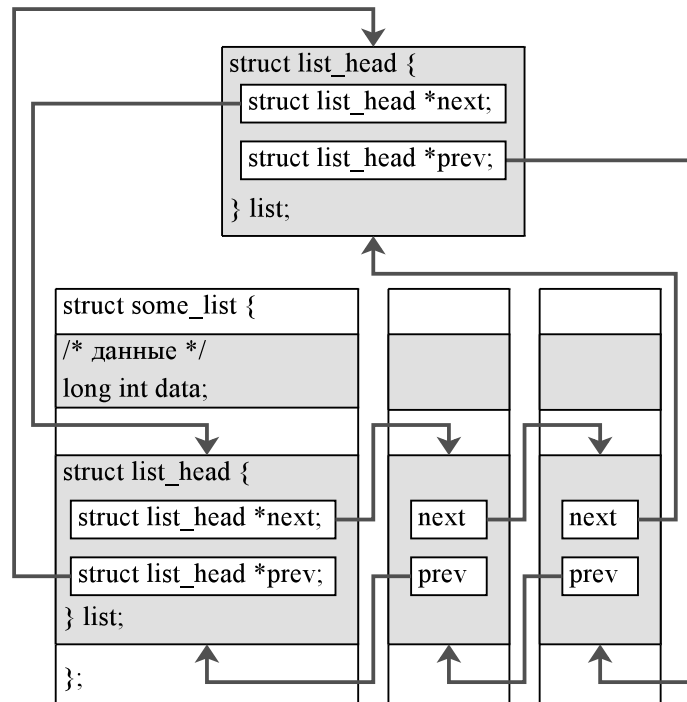 struct list_head {
struct list_head *next;
struct list_head *prev;
} list;
struct some_list {
/* данные */
long int data;
struct list_head {
struct list_head *next;
struct list_head *prev;
} list;
};
next
prev
next
prev